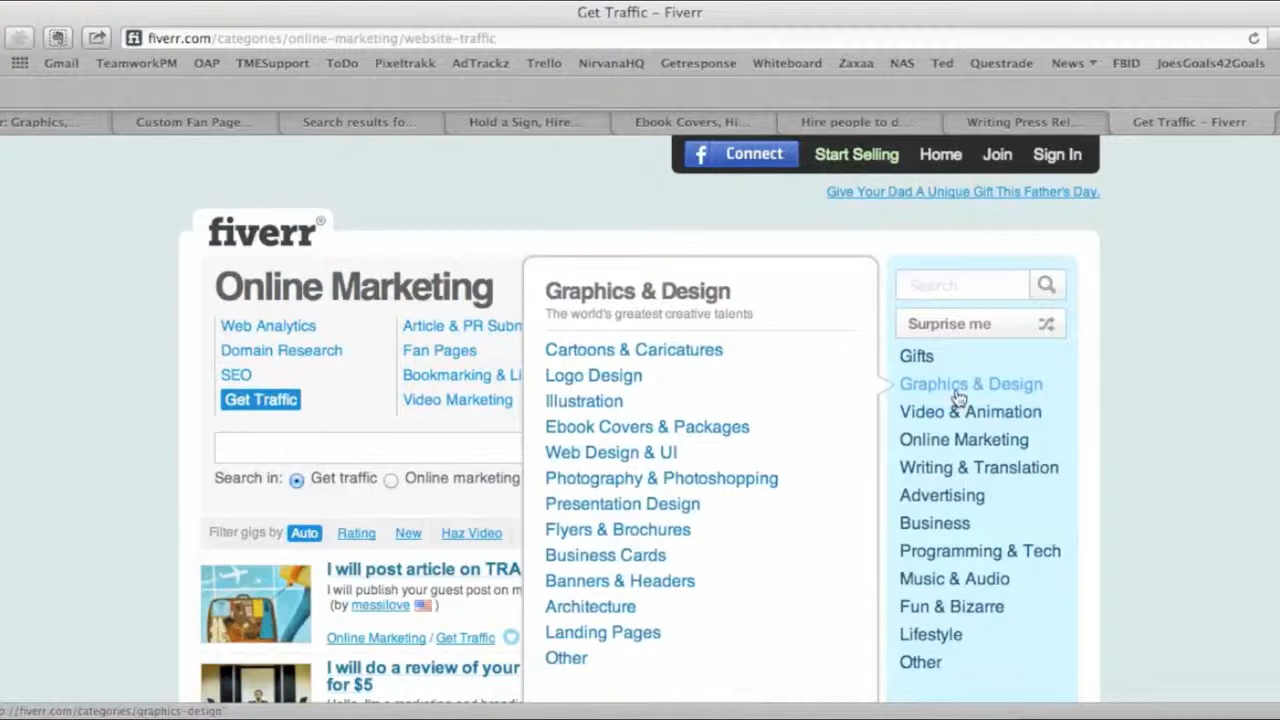 Get Traffic – Fiverr
fiverr.com/categories/online-marketing/website-traffic
Gmail TeamworkPM OAP TMESupport ToDo Pixeltrakk AdTrackz Trello NirvanaHQ Getresponse Whiteboard Zaxaa NAS Ted Questrade News FBID JoesGoals42Goals
r: Graphics,... Custom Fan Page... Search results fo... Hold a Sign, Hire... Ebook Covers, Hi... Hire people to d... Writing Press Rel... Get Traffic – Fiverr
f Connect Start Selling Home Join Sign In
Give Your Dad A Unique Gift This Father's Day.
fiverr®
Online Marketing
Web Analytics
Domain Research
SEO
Get Traffic
Article & PR Subm
Fan Pages
Bookmarking & Li
Video Marketing
Search in: Get traffic Online marketing
Filter gigs by Auto Rating New Haz Video
I will post article on TRA
I will publish your guest post on m
(by messilove )
Online Marketing / Get Traffic
I will do a review of your
for $5
Graphics & Design
The world's greatest creative talents
Cartoons & Caricatures
Logo Design
Illustration
Ebook Covers & Packages
Web Design & UI
Photography & Photoshopping
Presentation Design
Flyers & Brochures
Business Cards
Banners & Headers
Architecture
Landing Pages
Other
Search
Surprise me
Gifts
Graphics & Design
Video & Animation
Online Marketing
Writing & Translation
Advertising
Business
Programming & Tech
Music & Audio
Fun & Bizarre
Lifestyle
Other
p://fiverr.com/categories/graphics-design"